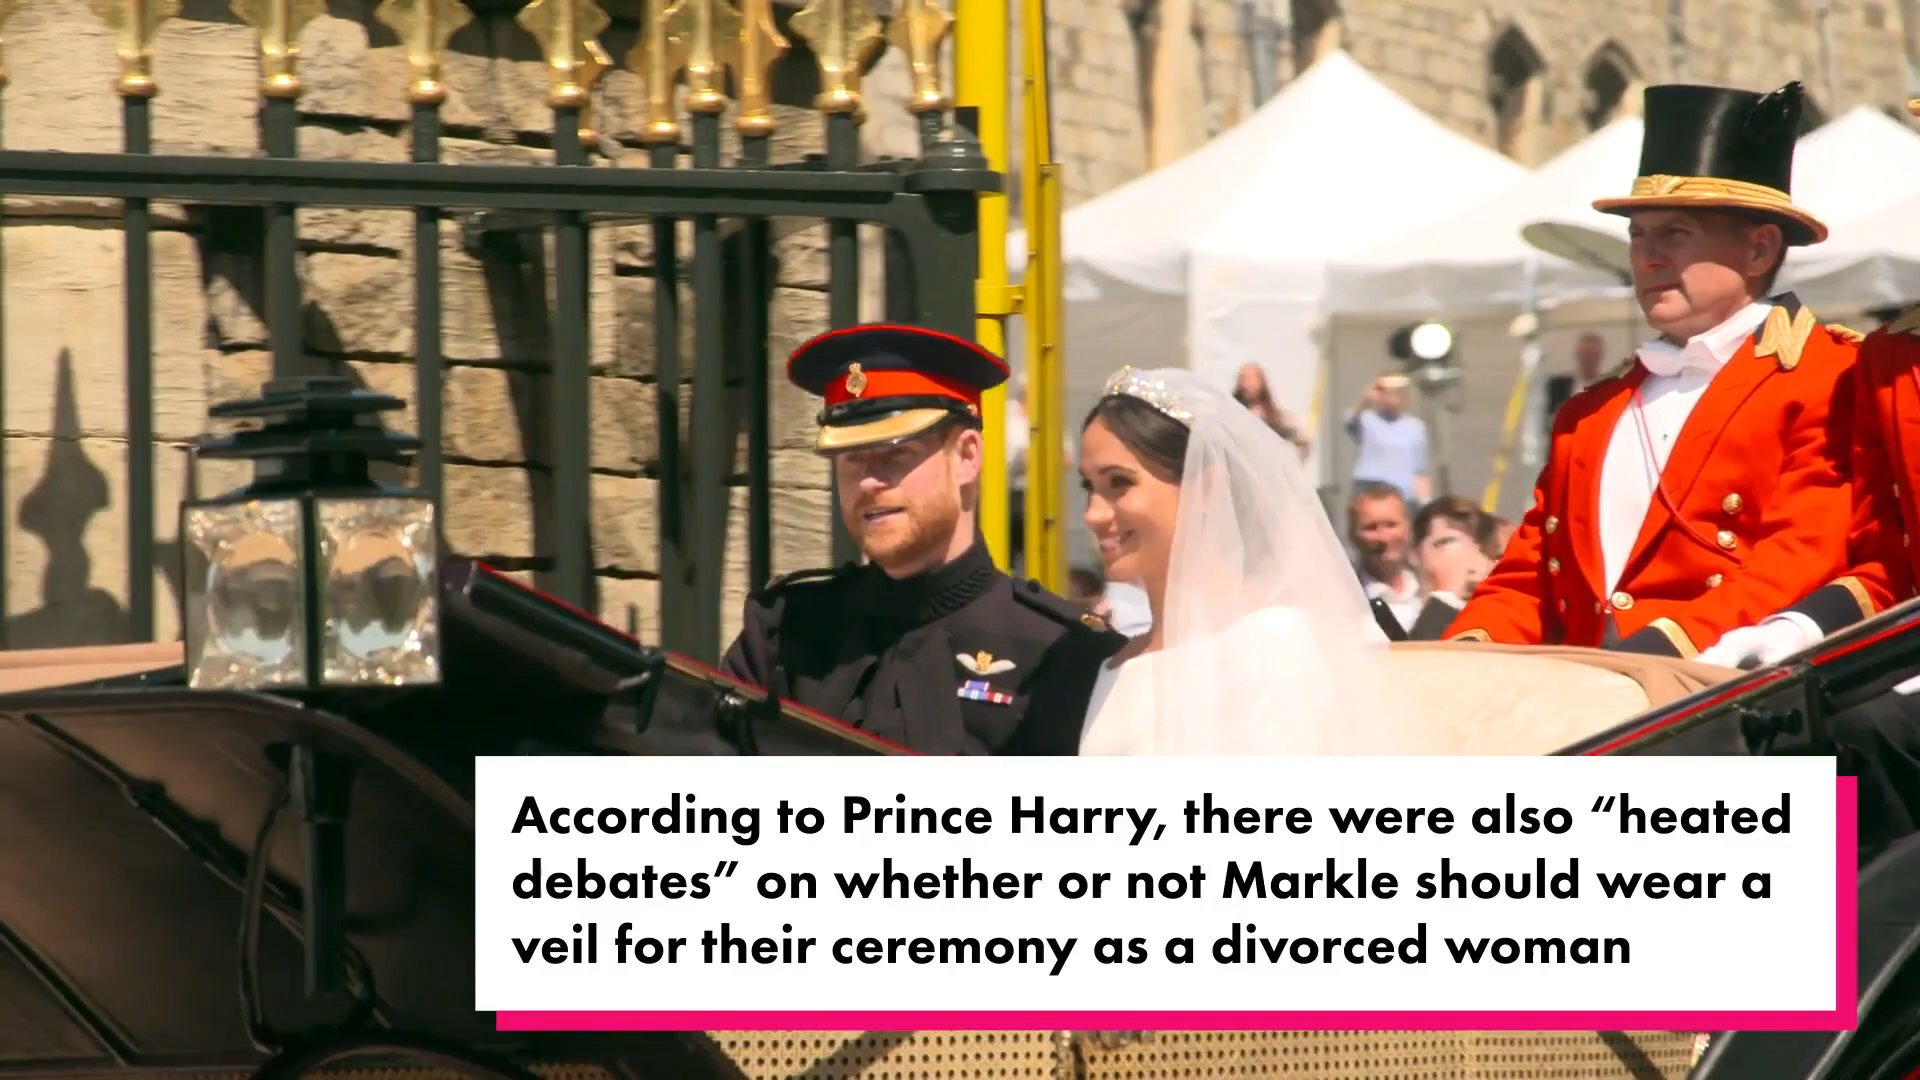 According to Prince Harry, there were also “heated
debates” on whether or not Markle should wear a
veil for their ceremony as a divorced woman